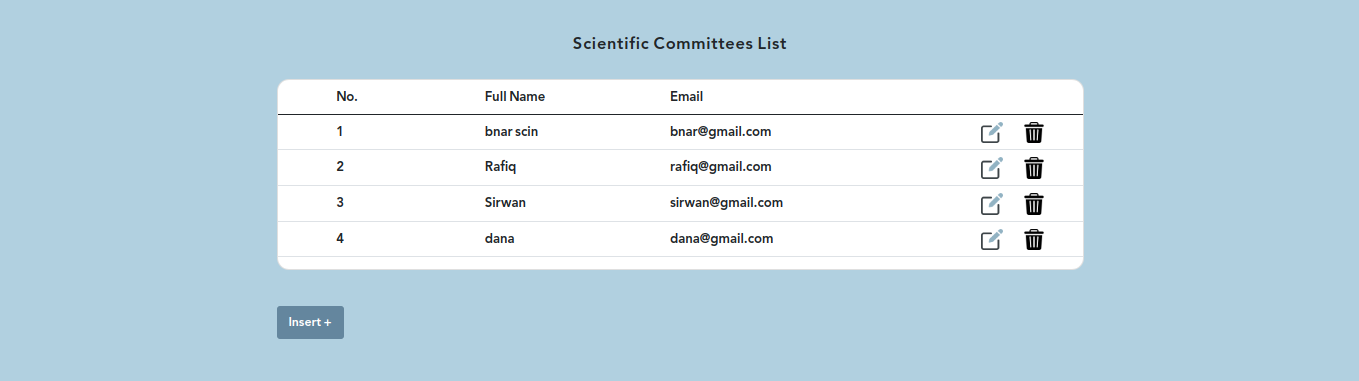 Scientific Committees List
No. Full Name Email
1 bnar scin bnar@gmail.com
2 Rafiq rafiq@gmail.com
3 Sirwan sirwan@gmail.com
4 dana dana@gmail.com
Insert +